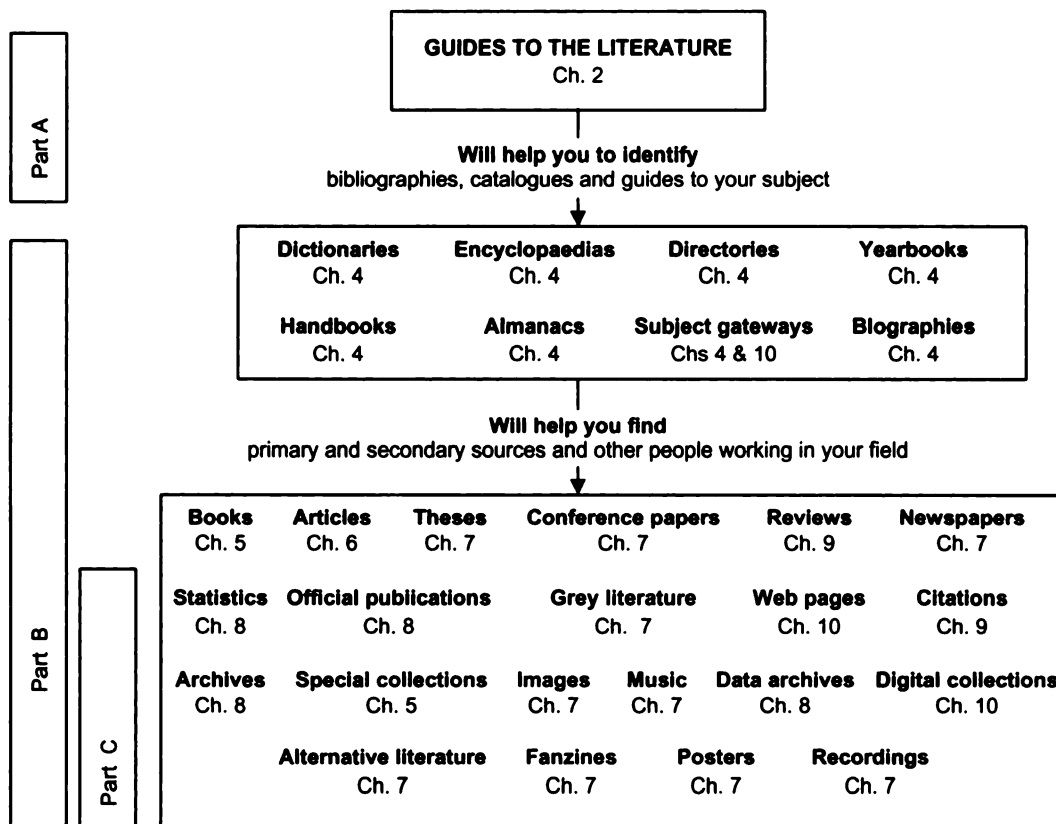 Part A
GUIDES TO THE LITERATURE
Ch. 2
Will help you to identify
bibliographies, catalogues and guides to your subject
Part B
Dictionaries Encyclopaedias Directories Yearbooks
Ch. 4 Ch. 4 Ch. 4 Ch. 4
Handbooks Almanacs Subject gateways Biographies
Ch. 4 Ch. 4 Chs 4 & 10 Ch. 4
Will help you find
primary and secondary sources and other people working in your field
Books Articles Theses Conference papers Reviews Newspapers
Ch. 5 Ch. 6 Ch. 7 Ch. 7 Ch. 9 Ch. 7
Part C
Statistics Official publications Grey literature Web pages Citations
Ch. 8 Ch. 8 Ch. 7 Ch. 10 Ch. 9
Archives Special collections Images Music Data archives Digital collections
Ch. 8 Ch. 5 Ch. 7 Ch. 7 Ch. 8 Ch. 10
Alternative literature Fanzines Posters Recordings
Ch. 7 Ch. 7 Ch. 7 Ch. 7